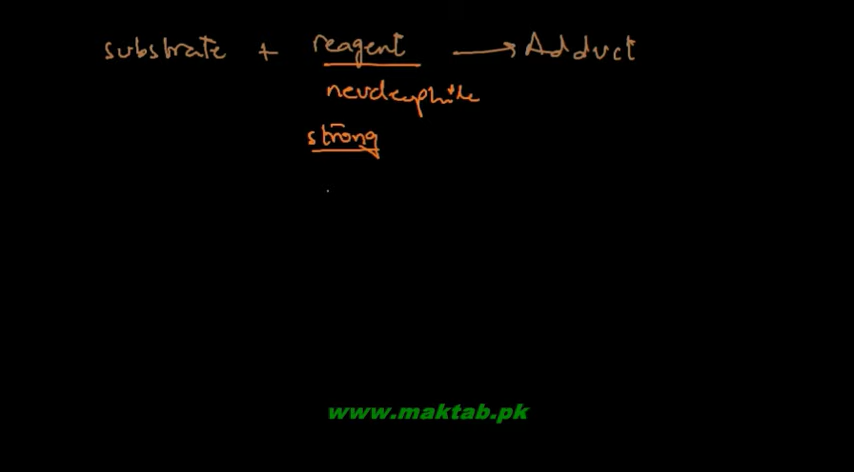 substrate + reagent → Adduct
neucleophile
strong
www.maktab.pk